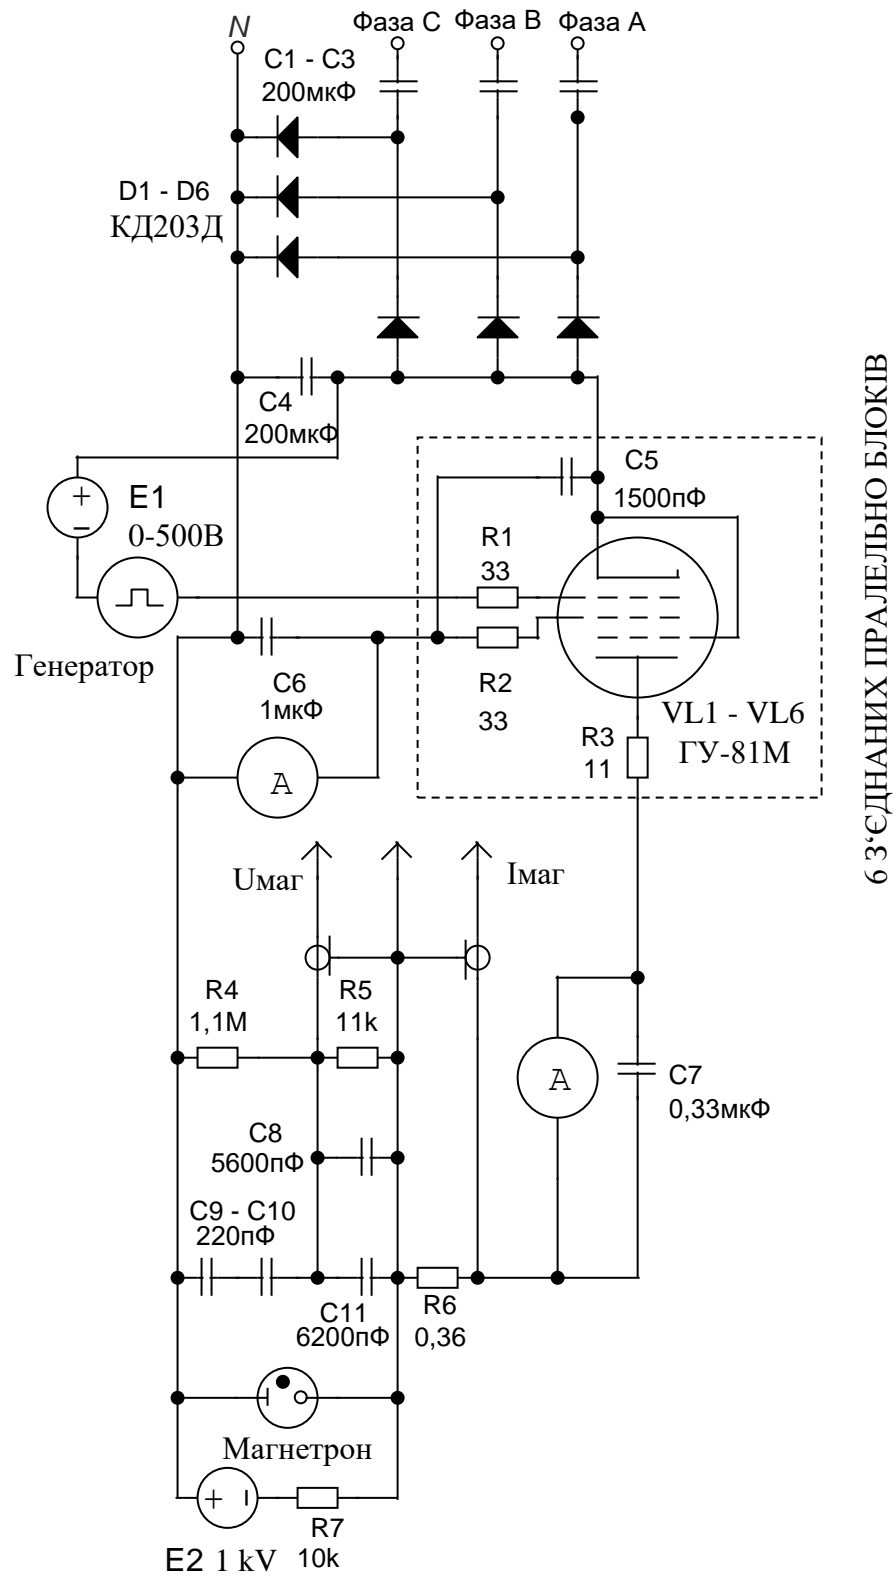 N
Фаза C
Фаза B
Фаза A
C1 - C3
200мкФ
D1 - D6
КД203Д
C4
200мкФ
+
–
E1
0-500В
Генератор
C5
1500пФ
R1
33
R2
33
C6
1мкФ
A
VL1 - VL6
ГУ-81М
R3
11
6 З'ЄДНАНИХ ПРАЛЕЛЬНО БЛОКІВ
Uмаг
Імаг
R4
1,1M
R5
11k
A
C7
0,33мкФ
C8
5600пФ
C9 - C10
220пФ
C11
6200пФ
R6
0,36
Магнетрон
+ –
R7
10k
E2 1 kV